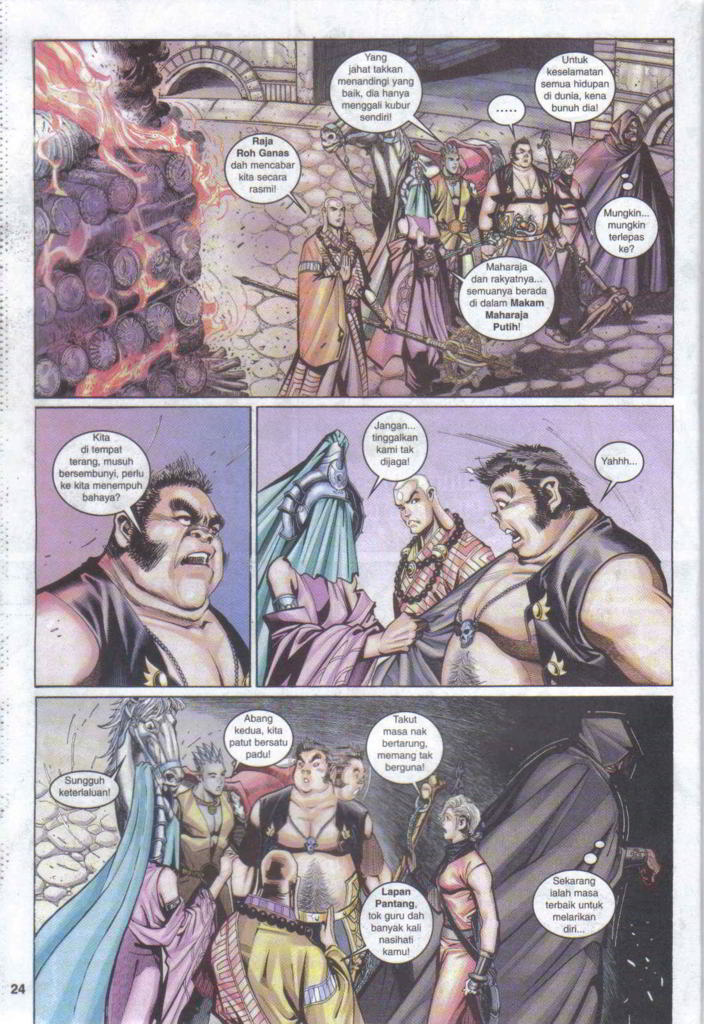 Yang
jahat takkan
menandingi yang
baik, dia hanya
menggali kubur
sendiri!
Untuk
keselamatan
semua hidupan
di dunia, kena
bunuh dia!
.....
Raja
Roh Ganas
dah mencabar
kita secara
rasmi!
Mungkin...
mungkin
terlepas
ke?
Maharaja
dan rakyatnya...
semuanya berada
di dalam Makam
Maharaja
Putih!
Kita
di tempat
terang, musuh
bersembunyi, perlu
ke kita menempuh
bahaya?
Jangan...
tinggalkan
kami tak
dijaga!
Yahhh...
Sungguh
keterlaluan!
Abang
kedua, kita
patut bersatu
padu!
Takut
masa nak
bertarung,
memang tak
berguna!
Lapan
Pantang,
tok guru dah
banyak kali
nasihati
kamu!
Sekarang
ialah masa
terbaik untuk
melarikan
diri...
24